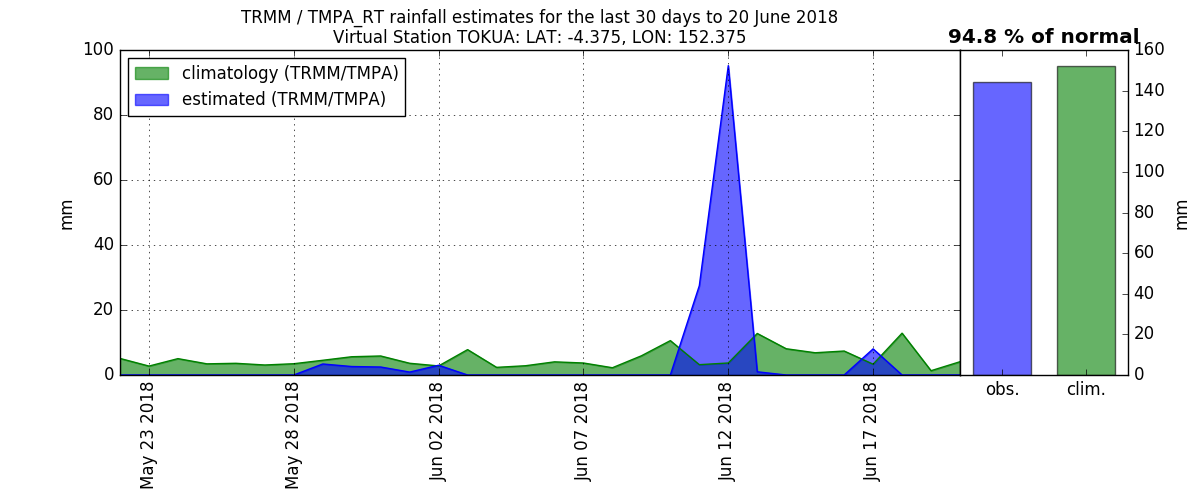 TRMM / TMPA_RT rainfall estimates for the last 30 days to 20 June 2018
Virtual Station TOKUA: LAT: -4.375, LON: 152.375
94.8 % of normal
climatology (TRMM/TMPA)
estimated (TRMM/TMPA)
100
80
60
40
20
0
mm
May 23 2018
May 28 2018
Jun 02 2018
Jun 07 2018
Jun 12 2018
Jun 17 2018
obs.
clim.
160
140
120
100
80
60
40
20
0
mm